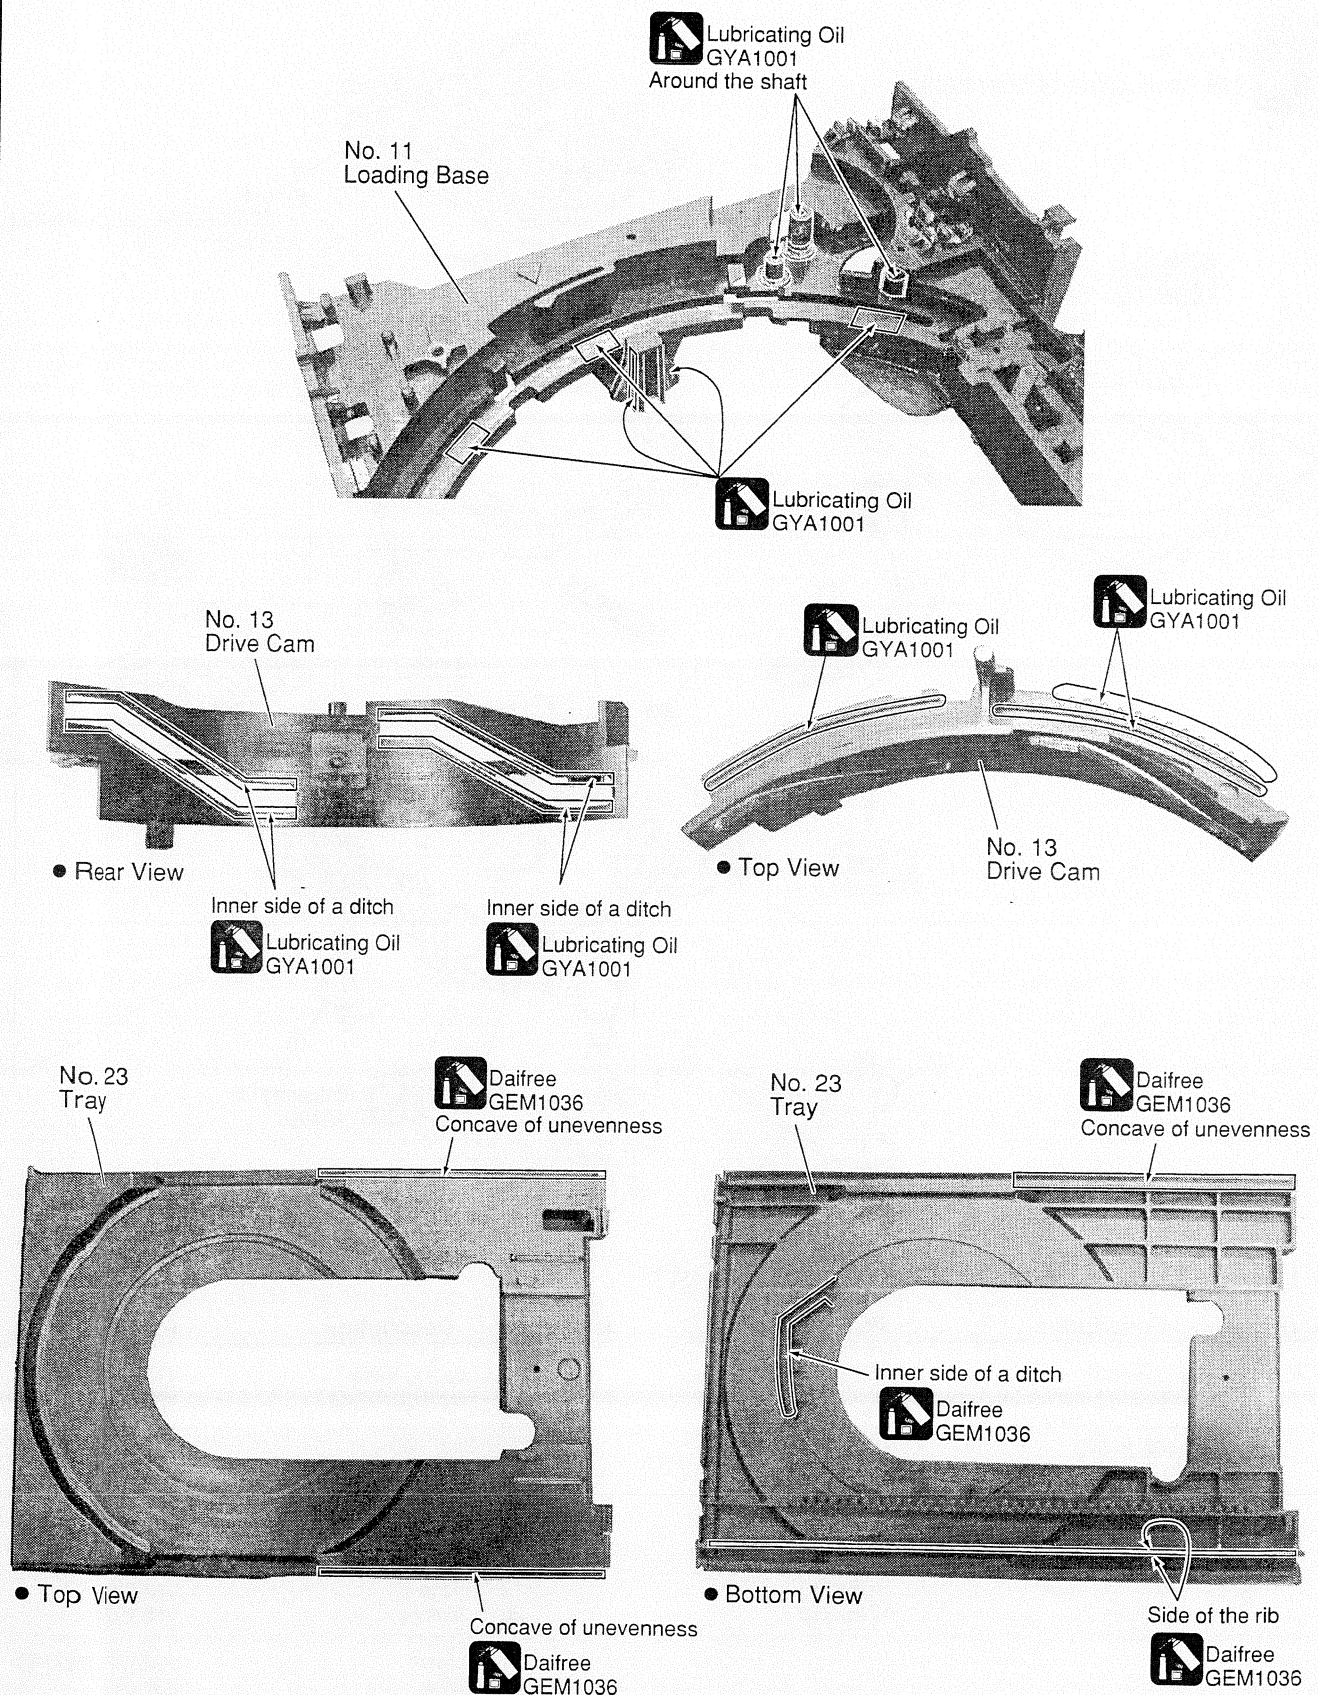 Lubricating Oil
GYA1001
Around the shaft
No. 11
Loading Base
Lubricating Oil
GYA1001
No. 13
Drive Cam
Lubricating Oil
GYA1001
Lubricating Oil
GYA1001
● Rear View
● Top View
No. 13
Drive Cam
Inner side of a ditch
Lubricating Oil
GYA1001
Inner side of a ditch
Lubricating Oil
GYA1001
No. 23
Tray
Daifree
GEM1036
Concave of unevenness
No. 23
Tray
Daifree
GEM1036
Concave of unevenness
Inner side of a ditch
Daifree
GEM1036
● Top View
Concave of unevenness
Daifree
GEM1036
● Bottom View
Side of the rib
Daifree
GEM1036